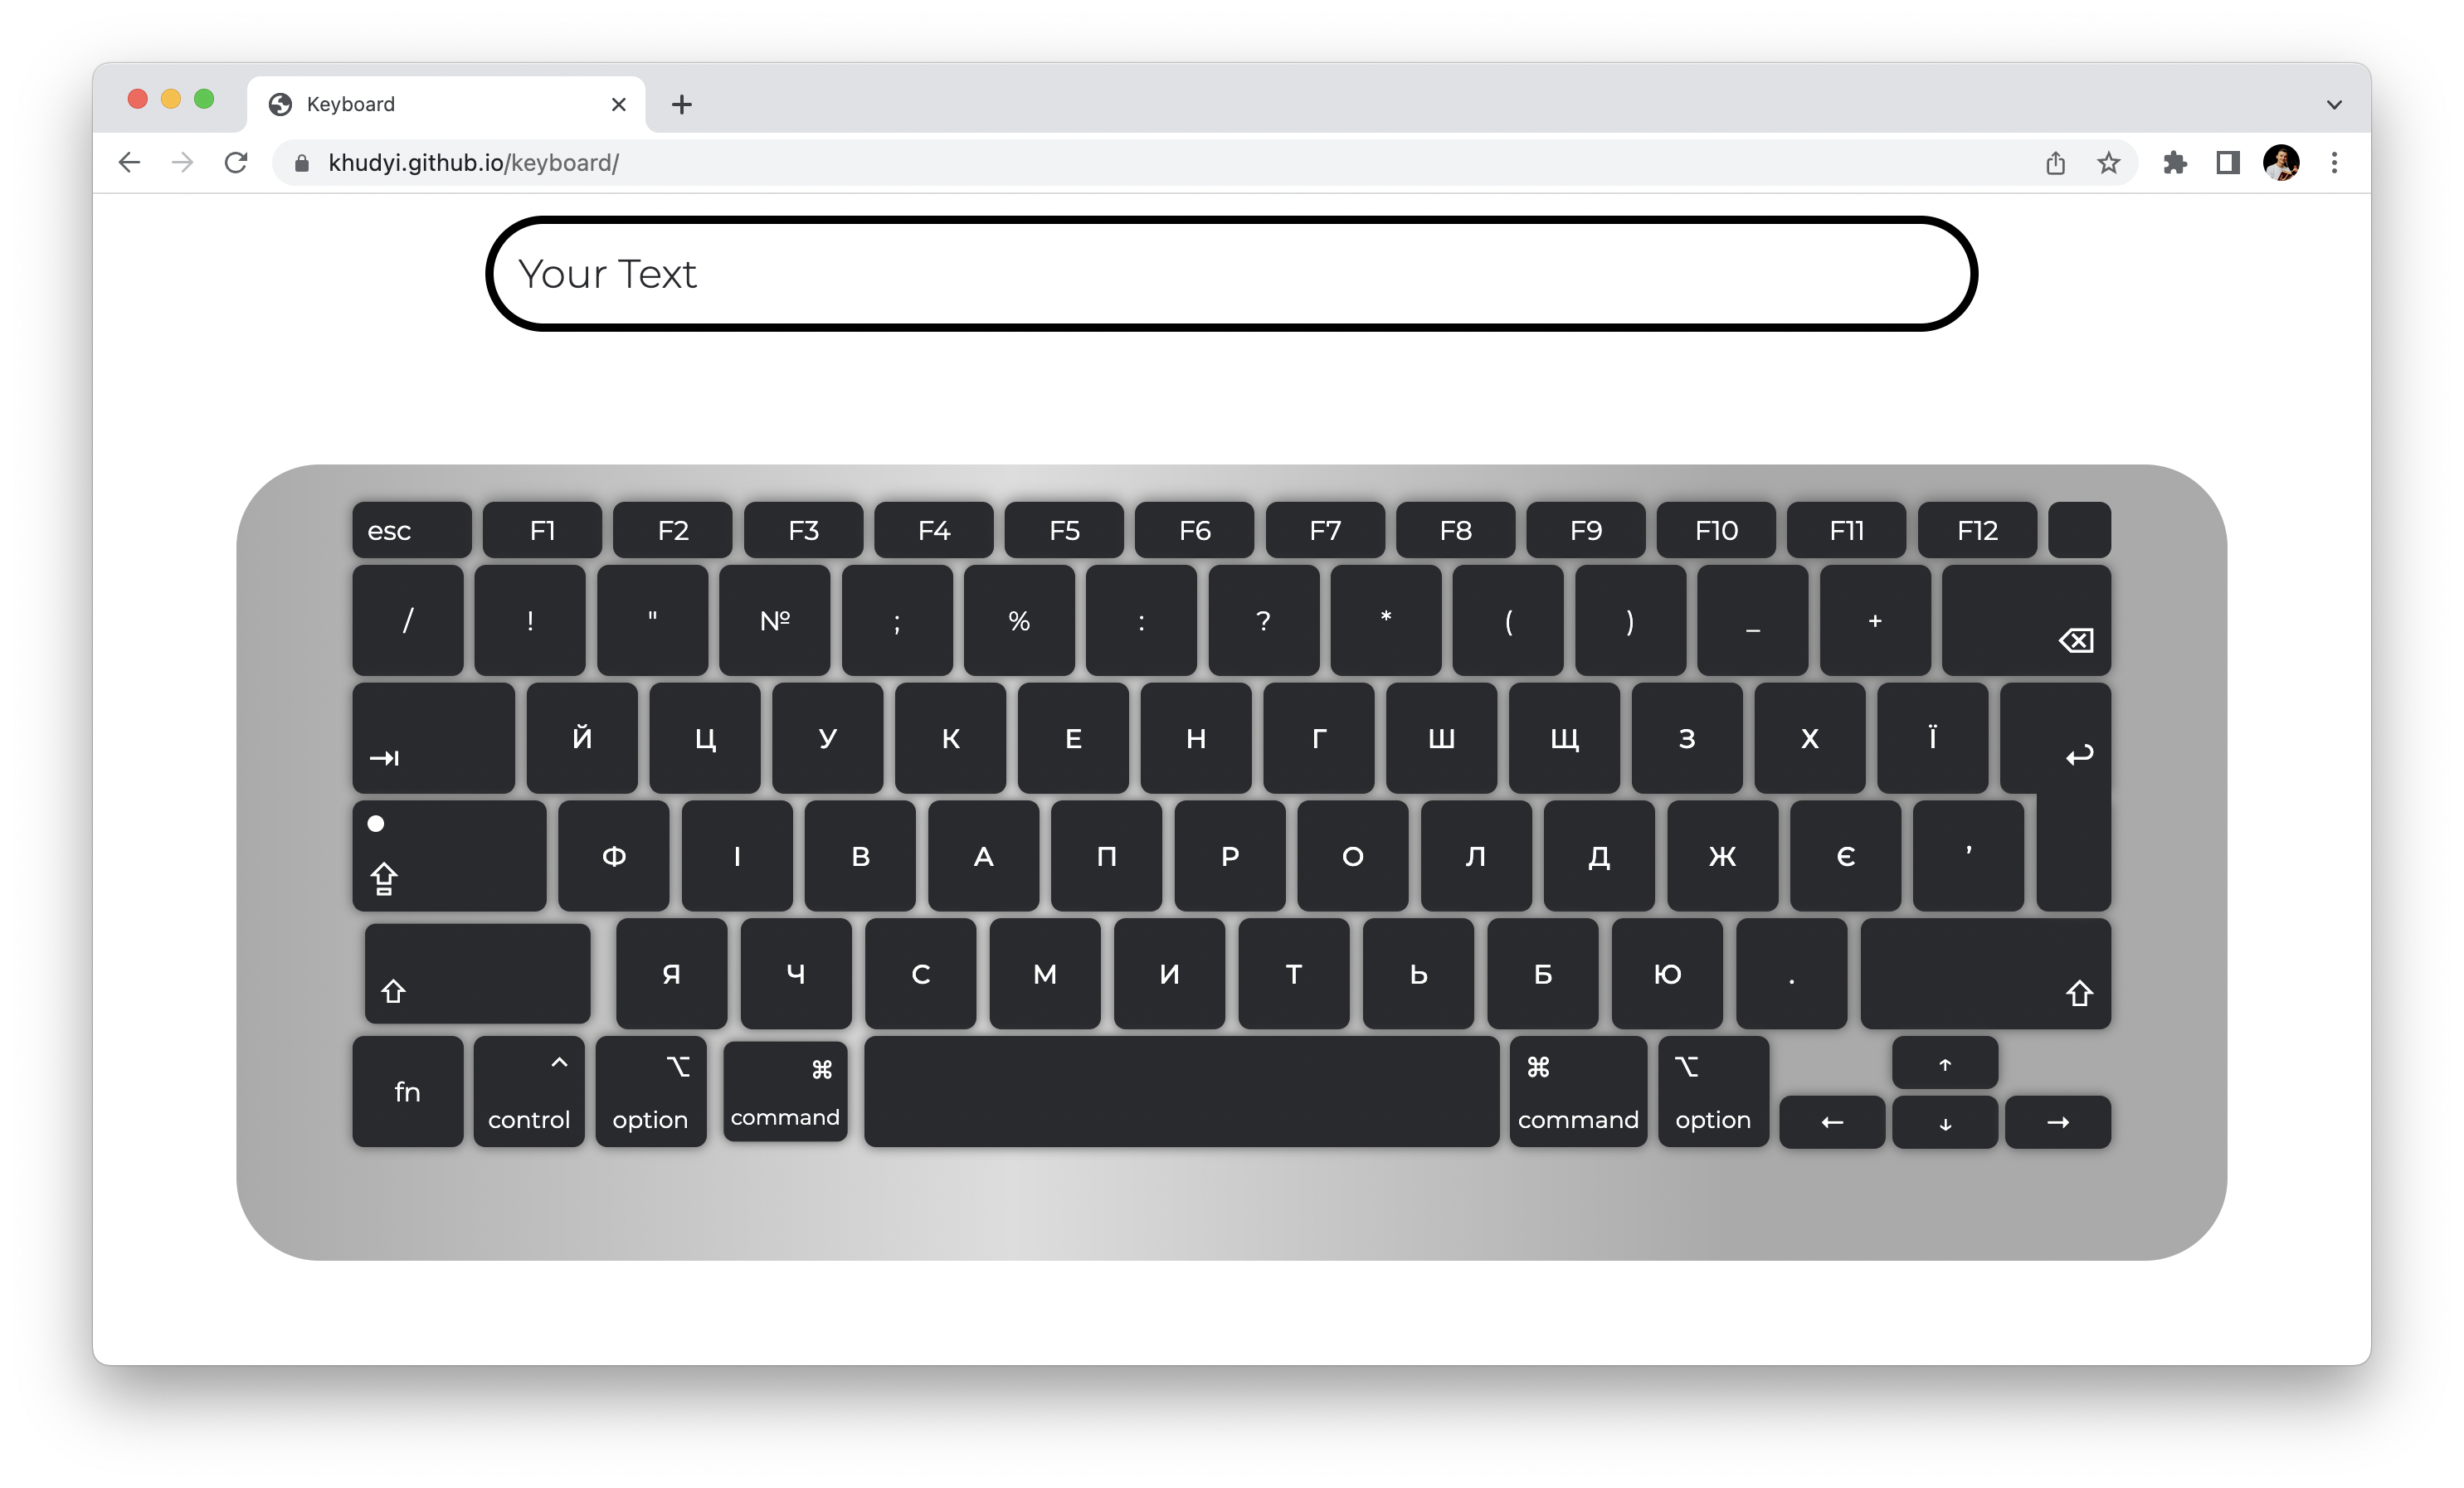 Keyboard
khudyi.github.io/keyboard/
Your Text
esc F1 F2 F3 F4 F5 F6 F7 F8 F9 F10 F11 F12
/ ! " № ; % : ? * ( ) _ +
Й Ц У К Е Н Г Ш Щ З Х Ї
Ф І В А П Р О Л Д Ж Є ’
Я Ч С М И Т Ь Б Ю .
fn control option command command option